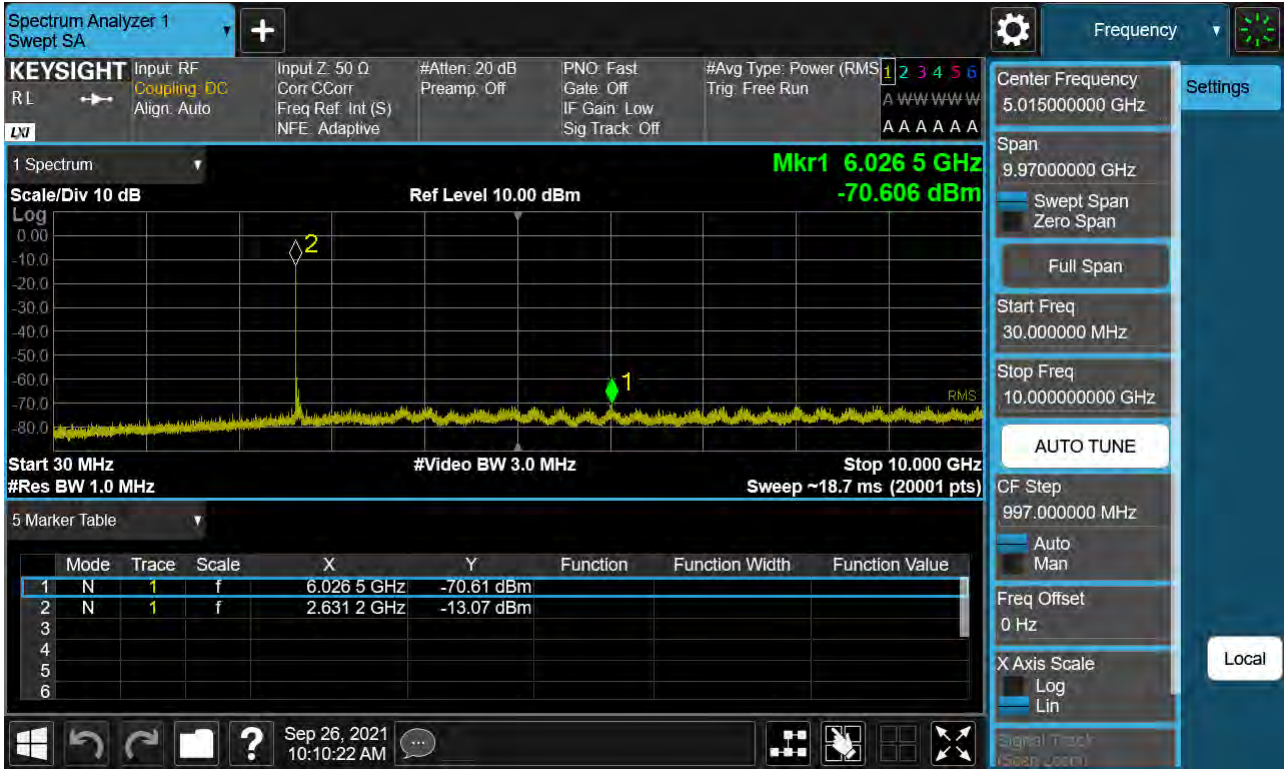 Spectrum Analyzer 1
Swept SA
Frequency
KEYSIGHT
R L
LXI
Input: RF
Coupling: DC
Align: Auto
Input Z: 50 Ω
Corr CCorr
Freq Ref: Int (S)
NFE: Adaptive
#Atten: 20 dB
Preamp: Off
PNO: Fast
Gate: Off
IF Gain: Low
Sig Track: Off
#Avg Type: Power (RMS
Trig: Free Run
1 2 3 4 5 6
A W W W W W
A A A A A A
1 Spectrum
Mkr1 6.026 5 GHz
-70.606 dBm
Scale/Div 10 dB
Ref Level 10.00 dBm
Log
0.00
-10.0
-20.0
-30.0
-40.0
-50.0
-60.0
-70.0
-80.0
2
1
RMS
Start 30 MHz
#Video BW 3.0 MHz
Stop 10.000 GHz
#Res BW 1.0 MHz
Sweep ~18.7 ms (20001 pts)
5 Marker Table
Mode Trace Scale X Y Function Function Width Function Value
1 N 1 f 6.026 5 GHz -70.61 dBm
2 N 1 f 2.631 2 GHz -13.07 dBm
3
4
5
6
Sep 26, 2021
10:10:22 AM
Center Frequency
5.015000000 GHz
Settings
Span
9.97000000 GHz
Swept Span
Zero Span
Full Span
Start Freq
30.000000 MHz
Stop Freq
10.000000000 GHz
AUTO TUNE
CF Step
997.000000 MHz
Auto
Man
Freq Offset
0 Hz
X Axis Scale
Log
Lin
Local
Signal Track
(Span Zoom)